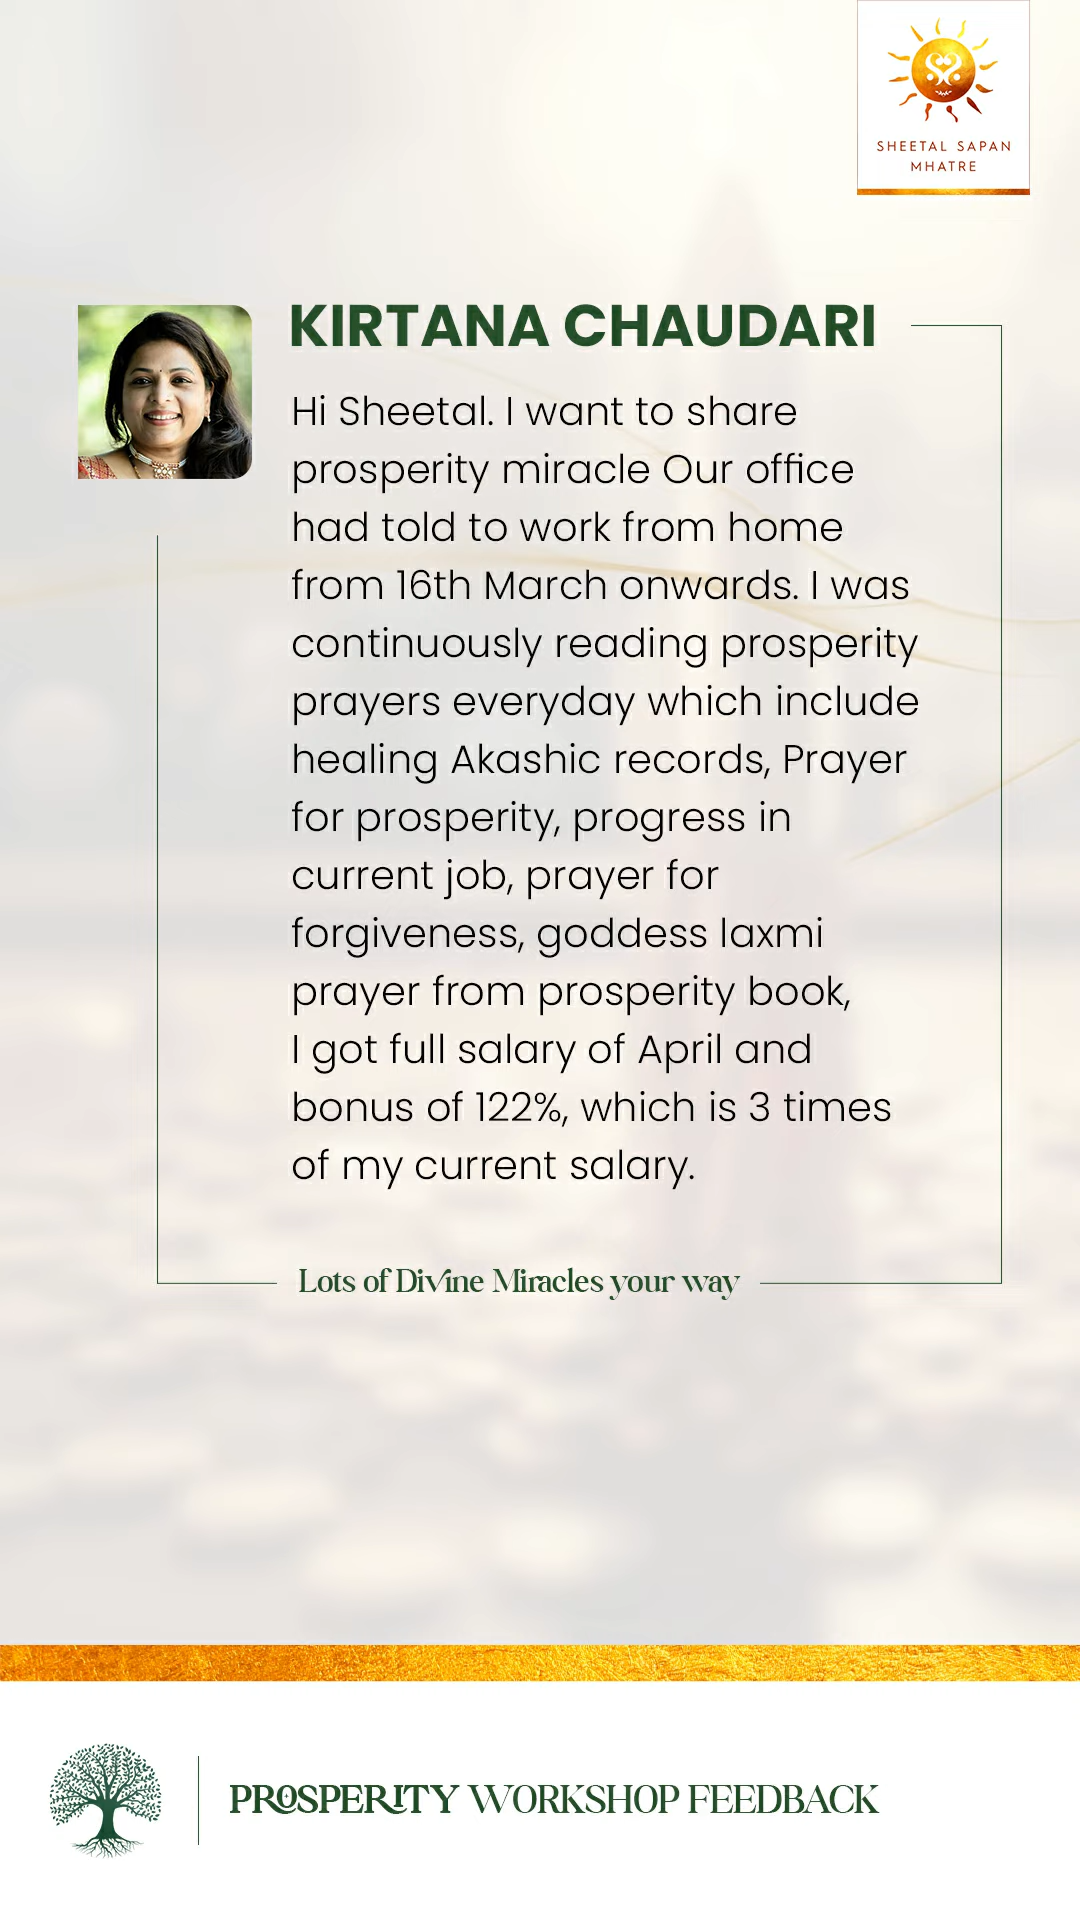 SHEETAL SAPAN
MHATRE
KIRTANA CHAUDARI
Hi Sheetal. I want to share
prosperity miracle Our office
had told to work from home
from 16th March onwards. I was
continuously reading prosperity
prayers everyday which include
healing Akashic records, Prayer
for prosperity, progress in
current job, prayer for
forgiveness, goddess laxmi
prayer from prosperity book,
I got full salary of April and
bonus of 122%, which is 3 times
of my current salary.
Lots of Divine Miracles your way
PROSPERITY WORKSHOP FEEDBACK